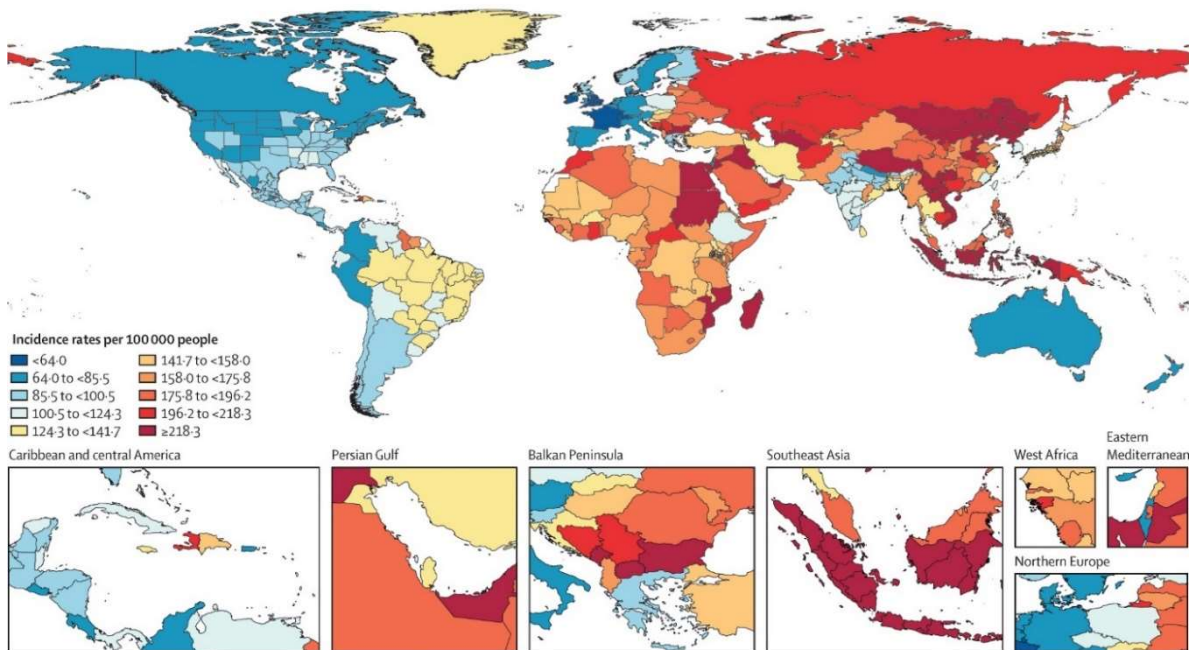 Incidence rates per 100 000 people
<64·0
64·0 to <85·5
85·5 to <100·5
100·5 to <124·3
124·3 to <141·7
141·7 to <158·0
158·0 to <175·8
175·8 to <196·2
196·2 to <218·3
≥218·3
Caribbean and central America
Persian Gulf
Balkan Peninsula
Southeast Asia
West Africa
Eastern
Mediterranean
Northern Europe